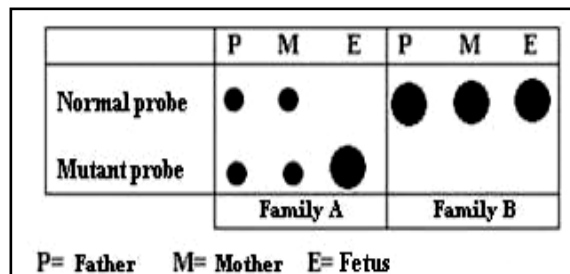 P M E P M E
Normal probe
Mutant probe
Family A Family B
P= Father M= Mother E= Fetus